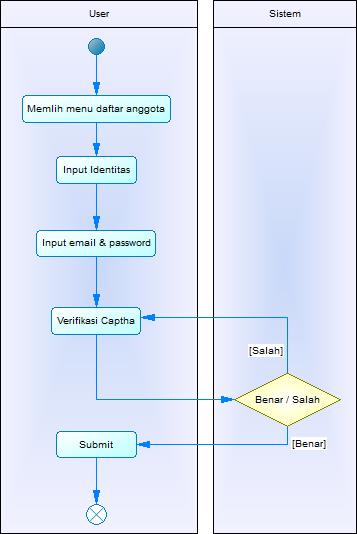 User
Sistem
Memlih menu daftar anggota
Input Identitas
Input email & password
Verifikasi Captha
[Salah]
Benar / Salah
Submit
[Benar]